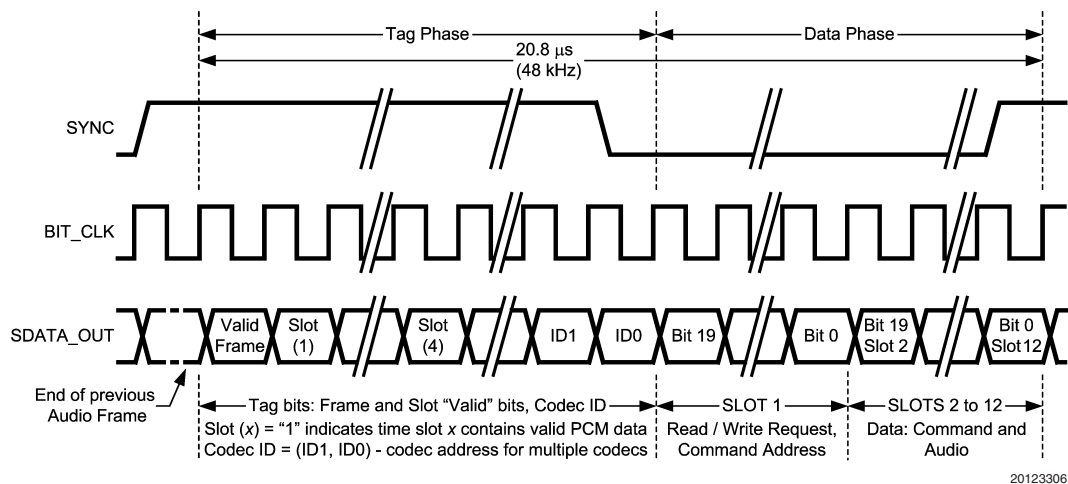 Tag Phase
Data Phase
20.8 µs
(48 kHz)
SYNC
BIT_CLK
SDATA_OUT
Valid
Frame
Slot
(1)
Slot
(4)
ID1
ID0
Bit 19
Bit 0
Bit 19
Slot 2
Bit 0
Slot 12
End of previous
Audio Frame
Tag bits: Frame and Slot “Valid” bits, Codec ID
Slot (x) = “1” indicates time slot x contains valid PCM data
Codec ID = (ID1, ID0) - codec address for multiple codecs
SLOT 1
Read / Write Request,
Command Address
SLOTS 2 to 12
Data: Command and
Audio
20123306